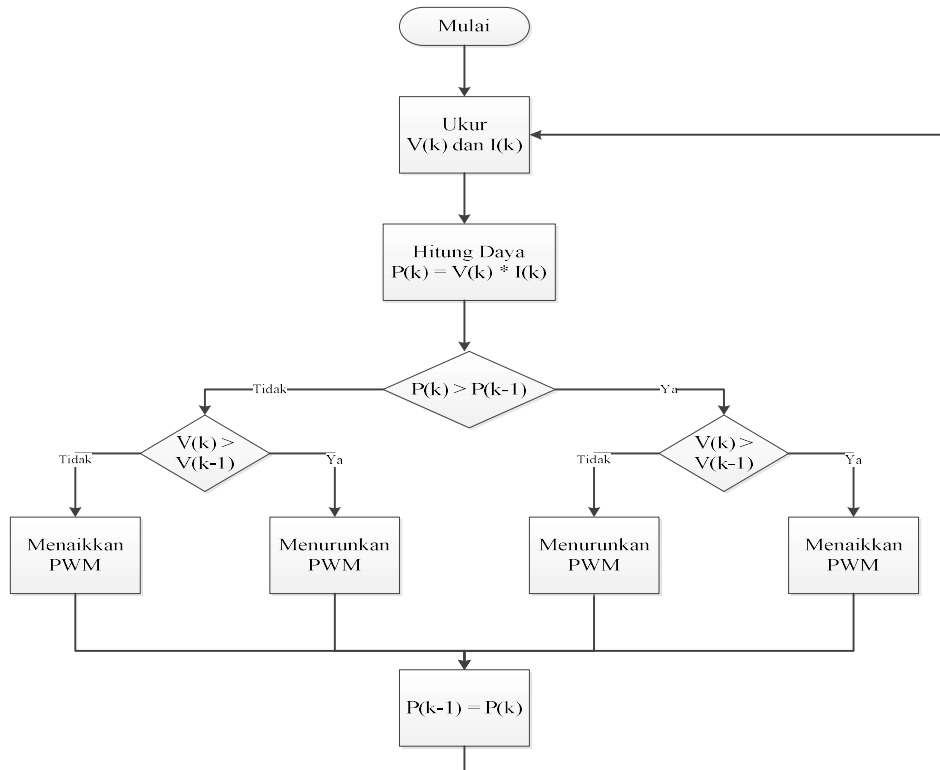 Mulai
Ukur
V(k) dan I(k)
Hitung Daya
P(k) = V(k) * I(k)
P(k) > P(k-1)
Tidak
Ya
V(k) >
V(k-1)
Tidak
Ya
V(k) >
V(k-1)
Tidak
Ya
Menaikkan
PWM
Menurunkan
PWM
Menurunkan
PWM
Menaikkan
PWM
P(k-1) = P(k)